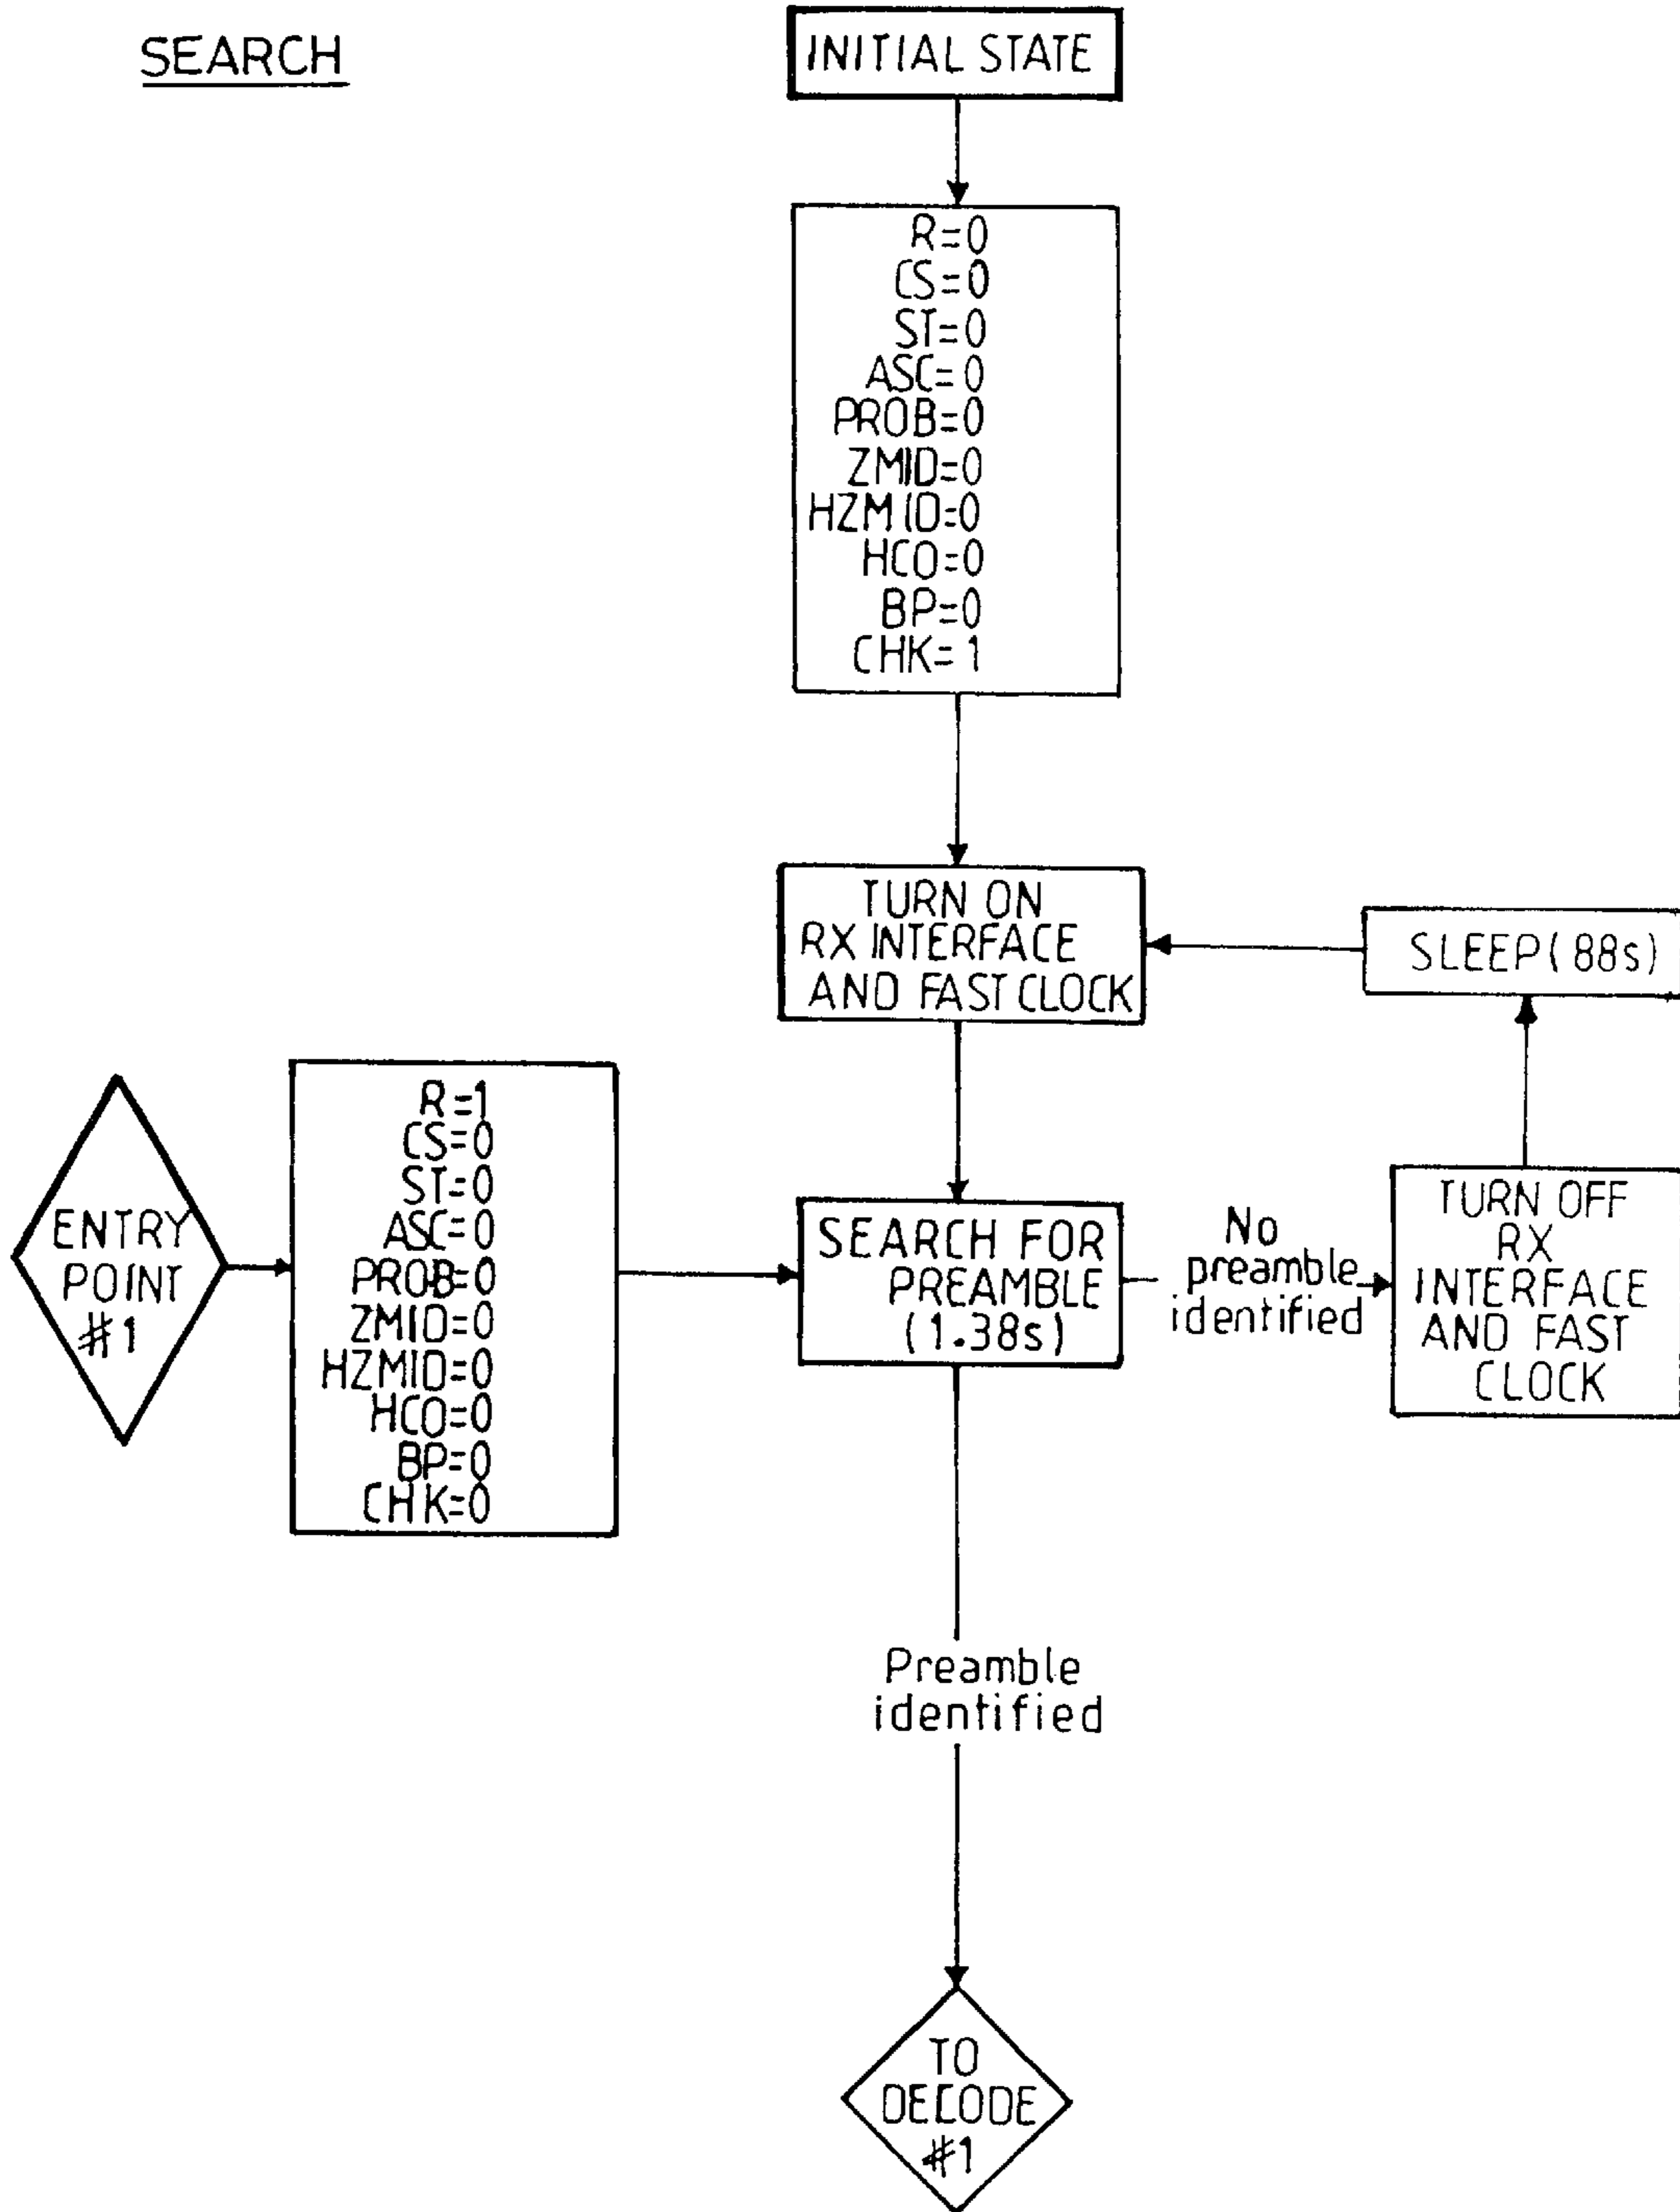 SEARCH
INITIAL STATE
R=0
CS=0
ST=0
ASC=0
PROB=0
ZMID=0
HZMID=0
HCO=0
BP=0
CHK=1
TURN ON
RX INTERFACE
AND FAST CLOCK
SLEEP(88s)
ENTRY
POINT
#1
R=1
CS=0
ST=0
ASC=0
PROB=0
ZMID=0
HZMID=0
HCO=0
BP=0
CHK=0
SEARCH FOR
PREAMBLE
(1.38s)
No
preamble
identified
TURN OFF
RX
INTERFACE
AND FAST
CLOCK
Preamble
identified
TO
DECODE
#1